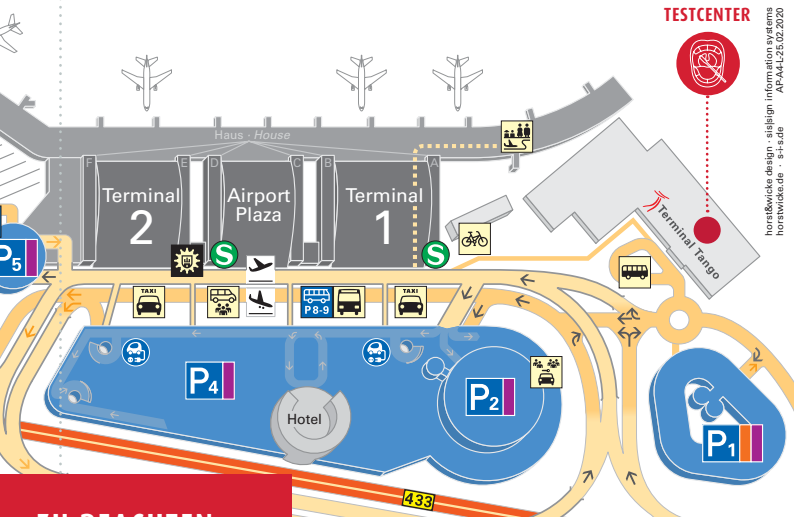 TESTCENTER
horst&wicke design · sis|sign information systems
AP-A4-L-25.02.2020
horstwicke.de · s-i-s.de
Haus · House
F
E
D
C
B
A
Terminal
2
Airport
Plaza
Terminal
1
Terminal Tango
S
S
P5
TAXI
P 8-9
TAXI
P4
P2
Hotel
P1
433